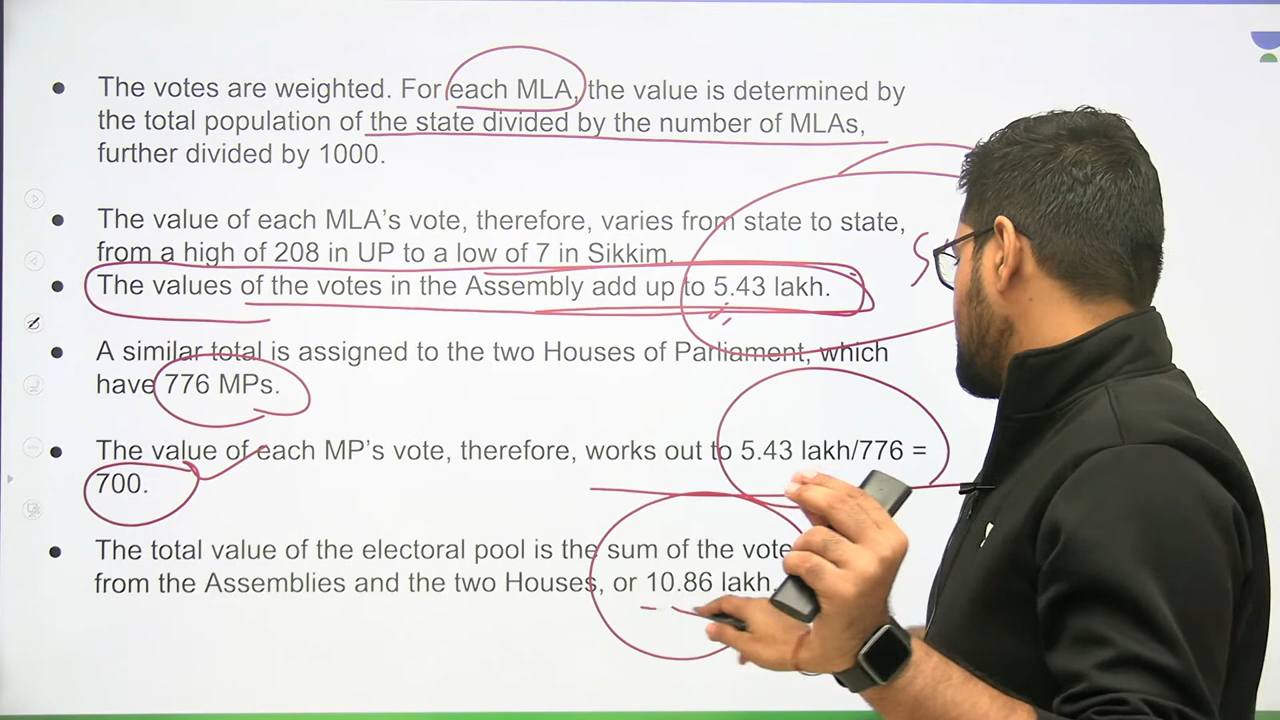 The votes are weighted. For each MLA, the value is determined by
the total population of the state divided by the number of MLAs,
further divided by 1000.
The value of each MLA's vote, therefore, varies from state to state,
from a high of 208 in UP to a low of 7 in Sikkim.
The values of the votes in the Assembly add up to 5.43 lakh.
A similar total is assigned to the two Houses of Parliament, which
have 776 MPs.
The value of each MP's vote, therefore, works out to 5.43 lakh/776 =
700.
The total value of the electoral pool is the sum of the vote
from the Assemblies and the two Houses, or 10.86 lakh.